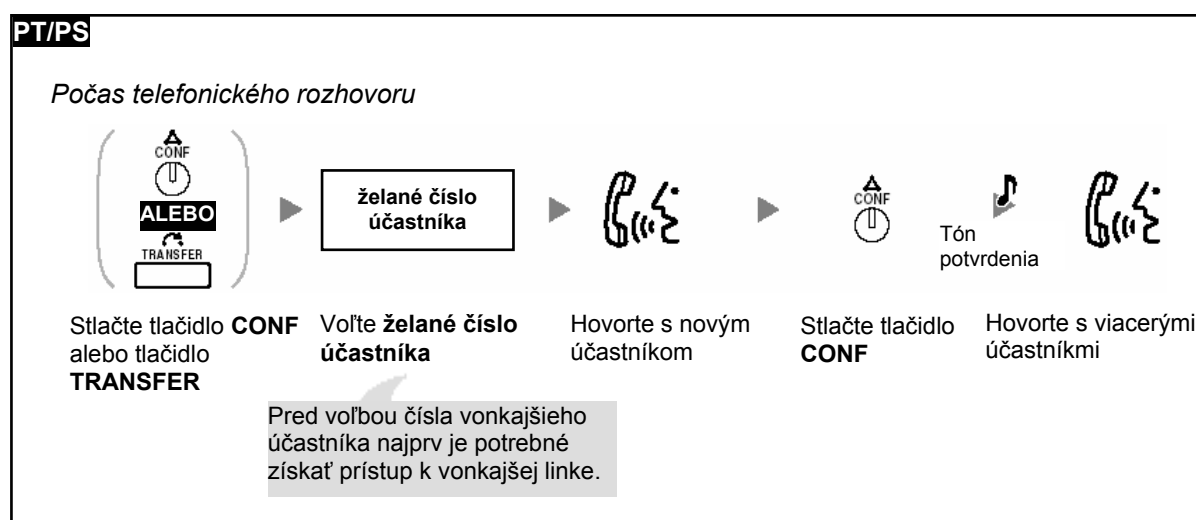 PT/PS
Počas telefonického rozhovoru
CONF
ALEBO
TRANSFER
želané číslo
účastníka
CONF
Tón
potvrdenia
Stlačte tlačidlo CONF
alebo tlačidlo
TRANSFER
Voľte želané číslo
účastníka
Hovorte s novým
účastníkom
Stlačte tlačidlo
CONF
Hovorte s viacerými
účastníkmi
Pred voľbou čísla vonkajšieho
účastníka najprv je potrebné
získať prístup k vonkajšej linke.